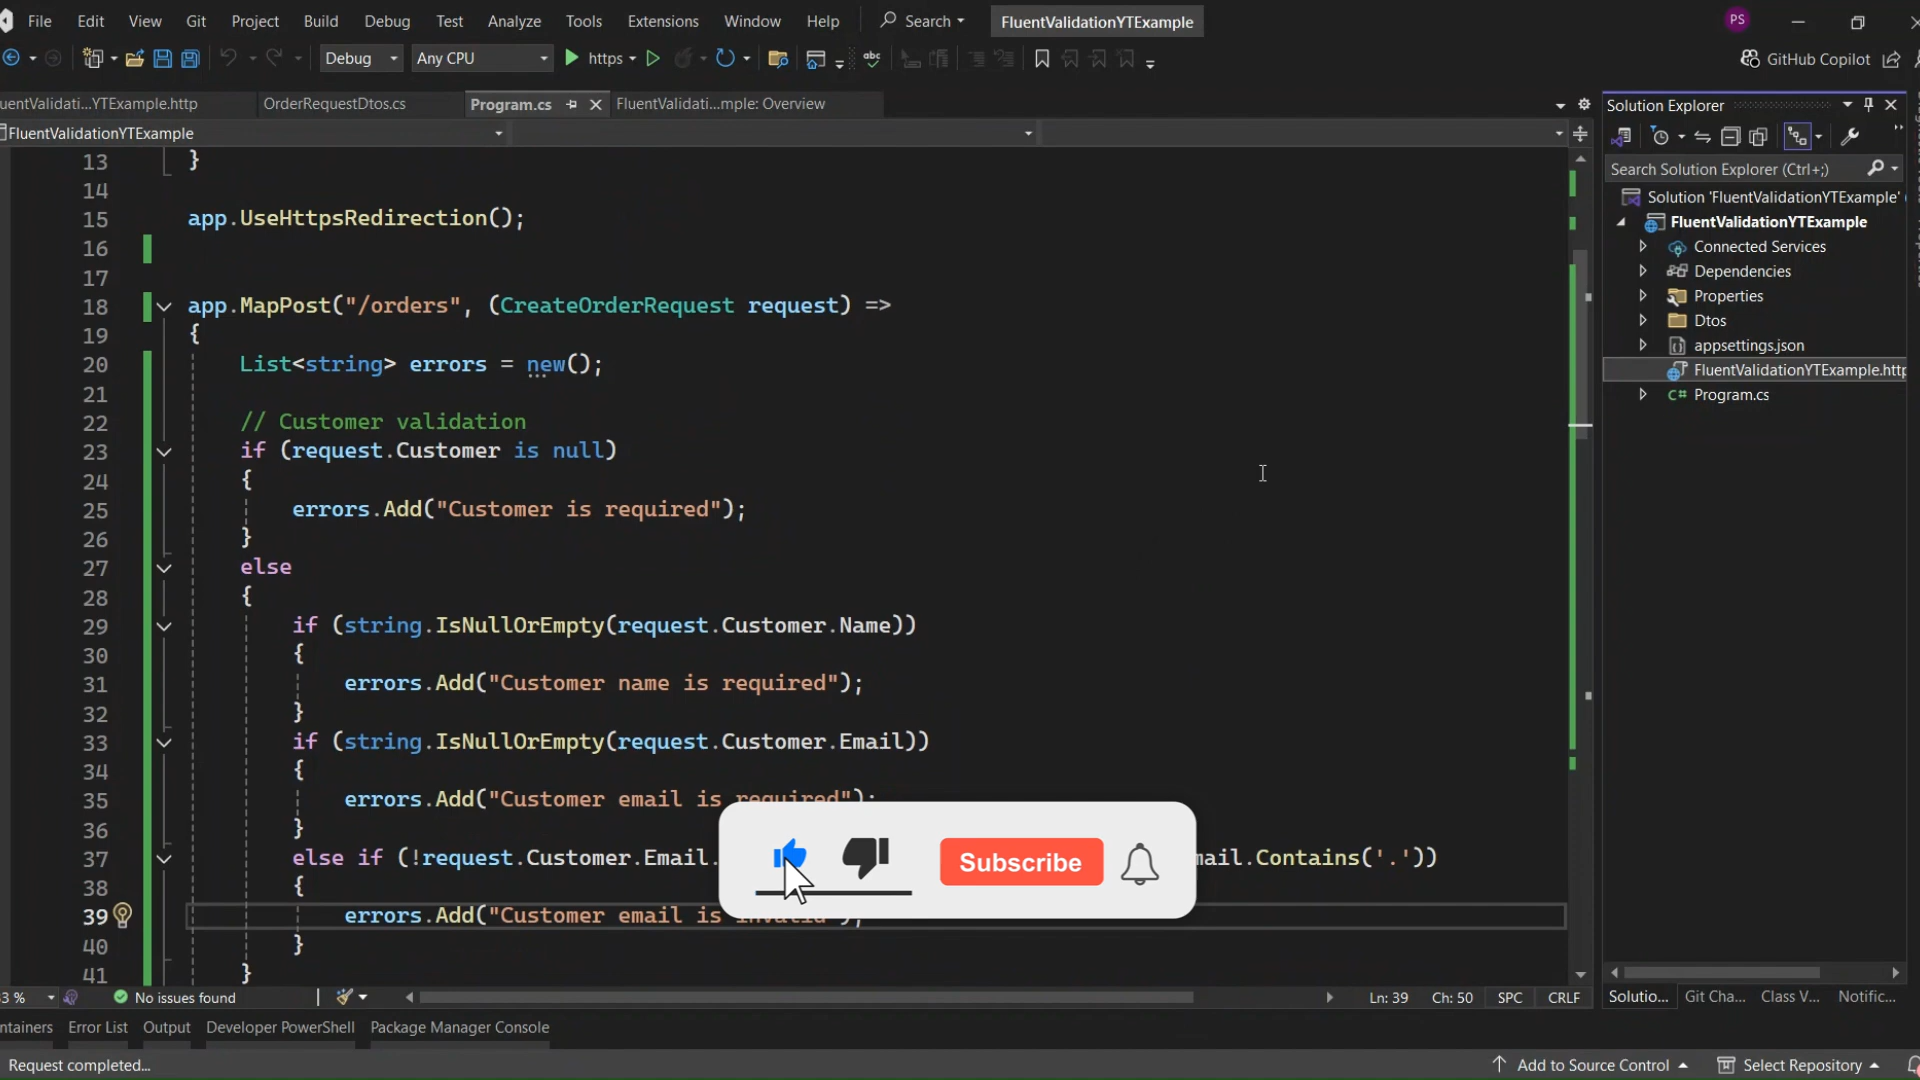 File Edit View Git Project Build Debug Test Analyze Tools Extensions Window Help Search FluentValidationYTExample PS
Debug Any CPU https abc GitHub Copilot
uentValidati...YTExample.http OrderRequestDtos.cs Program.cs FluentValidati...mple: Overview
FluentValidationYTExample
13 }
14
15 app.UseHttpsRedirection();
16
17
18 app.MapPost("/orders", (CreateOrderRequest request) =>
19 {
20 List<string> errors = new();
21
22 // Customer validation
23 if (request.Customer is null)
24 {
25 errors.Add("Customer is required");
26 }
27 else
28 {
29 if (string.IsNullOrEmpty(request.Customer.Name))
30 {
31 errors.Add("Customer name is required");
32 }
33 if (string.IsNullOrEmpty(request.Customer.Email))
34 {
35 errors.Add("Customer email is required");
36 }
37 else if (!request.Customer.Email. mail.Contains('.'))
38 {
39 errors.Add("Customer email is invalid");
40 }
41 }
Subscribe
Solution Explorer
Search Solution Explorer (Ctrl+;)
Solution 'FluentValidationYTExample'
FluentValidationYTExample
Connected Services
Dependencies
Properties
Dtos
appsettings.json
FluentValidationYTExample.http
C# Program.cs
3 % No issues found Ln: 39 Ch: 50 SPC CRLF
Solutio... Git Cha... Class V... Notific...
ntainers Error List Output Developer PowerShell Package Manager Console
Request completed... Add to Source Control Select Repository